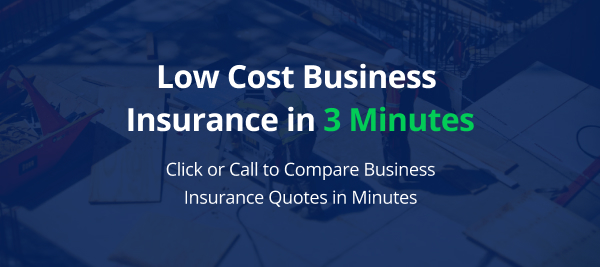 Low Cost Business
Insurance in 3 Minutes
Click or Call to Compare Business
Insurance Quotes in Minutes